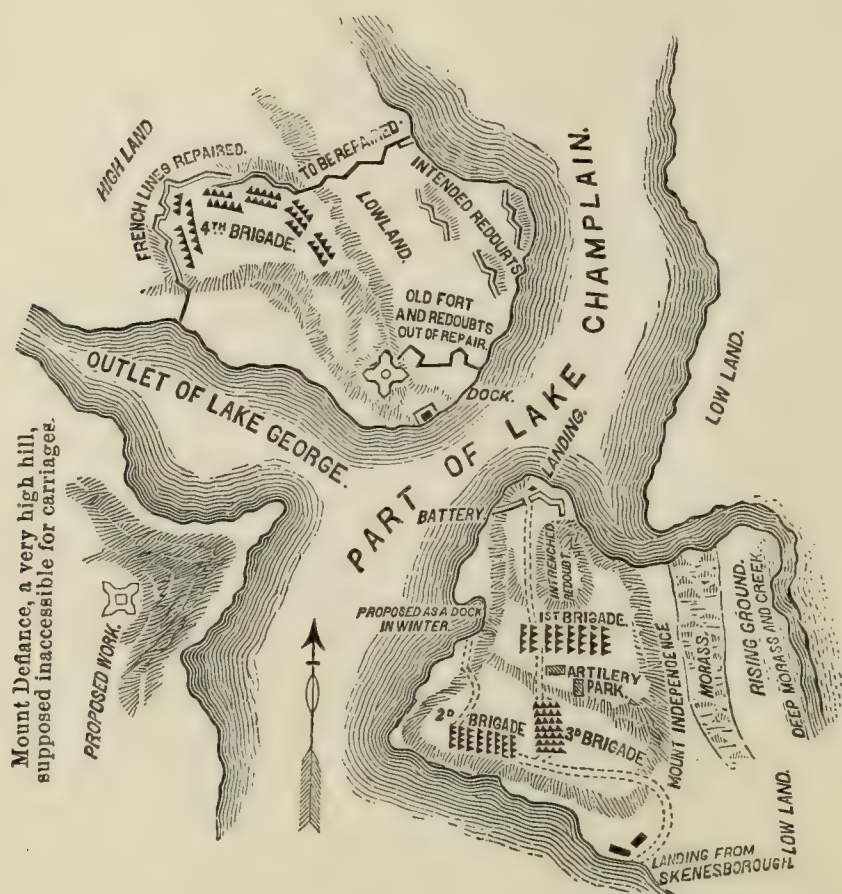 HIGH LAND
FRENCH LINES REPAIRED.
TO BE REPAIRED.
4TH BRIGADE.
LOWLAND.
INTENDED REDOURTS
OLD FORT
AND REDOUBTS
OUT OF REPAIR.
DOCK.
OUTLET OF LAKE GEORGE.
PART OF LAKE CHAMPLAIN.
LOW LAND.
Mount Defiance, a very high hill,
supposed inaccessible for carriages.
PROPOSED WORK.
LANDING.
BATTERY.
INTRENCHED
REDOUBT.
PROPOSED AS A DOCK
IN WINTER.
1ST BRIGADE.
ARTILERY
PARK.
2D BRIGADE
3D BRIGADE
MOUNT INDEPENDENCE
MORASS.
RISING GROUND.
DEEP MORASS AND CREEK.
LOW LAND.
LANDING FROM
SKENESBOROUGH.